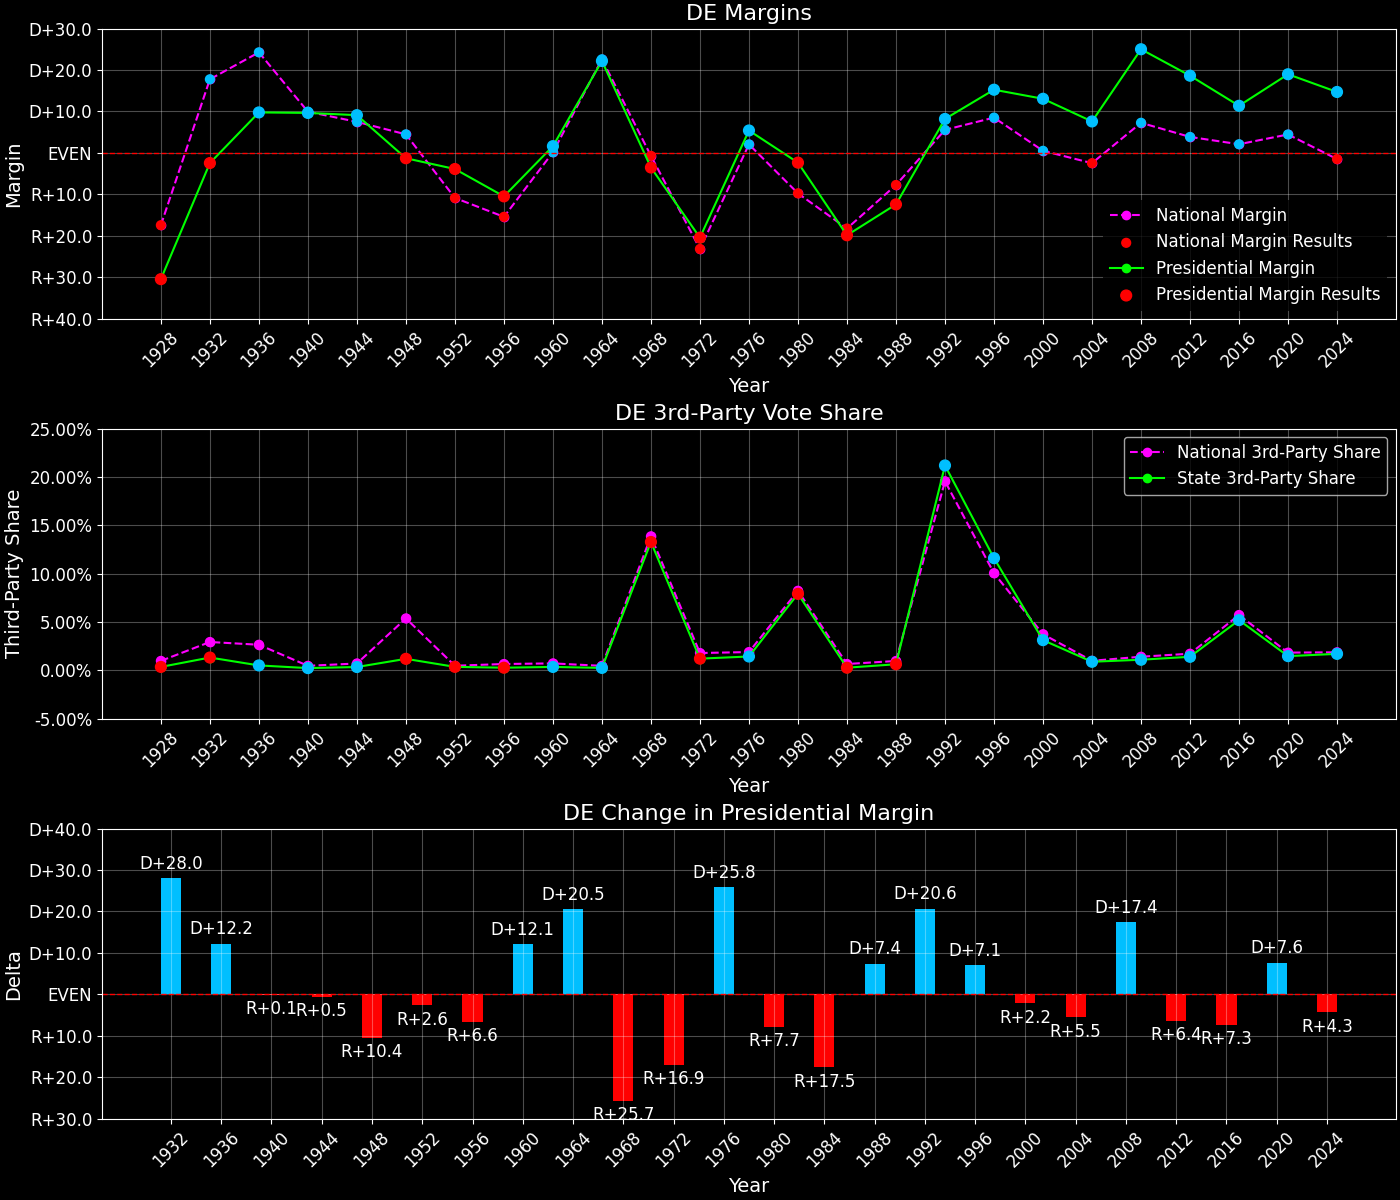 DE Margins
D+30.0
D+20.0
D+10.0
EVEN
R+10.0
R+20.0
R+30.0
R+40.0
Margin
National Margin
National Margin Results
Presidential Margin
Presidential Margin Results
1928 1932 1936 1940 1944 1948 1952 1956 1960 1964 1968 1972 1976 1980 1984 1988 1992 1996 2000 2004 2008 2012 2016 2020 2024
Year
DE 3rd-Party Vote Share
25.00%
20.00%
15.00%
10.00%
5.00%
0.00%
-5.00%
Third-Party Share
National 3rd-Party Share
State 3rd-Party Share
1928 1932 1936 1940 1944 1948 1952 1956 1960 1964 1968 1972 1976 1980 1984 1988 1992 1996 2000 2004 2008 2012 2016 2020 2024
Year
DE Change in Presidential Margin
D+40.0
D+30.0
D+20.0
D+10.0
EVEN
R+10.0
R+20.0
R+30.0
Delta
D+28.0
D+12.2
R+0.1
R+0.5
R+10.4
R+2.6
R+6.6
D+12.1
D+20.5
R+25.7
R+16.9
D+25.8
R+7.7
R+17.5
D+7.4
D+20.6
D+7.1
R+2.2
R+5.5
D+17.4
R+6.4
R+7.3
D+7.6
R+4.3
1932 1936 1940 1944 1948 1952 1956 1960 1964 1968 1972 1976 1980 1984 1988 1992 1996 2000 2004 2008 2012 2016 2020 2024
Year